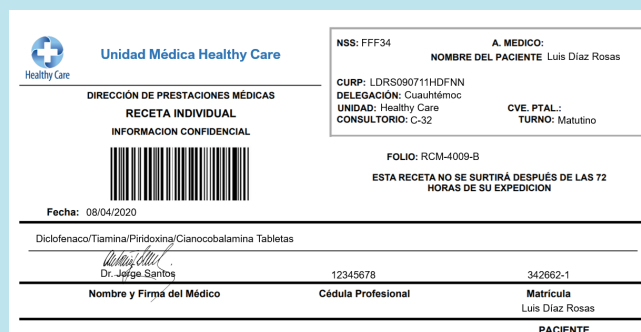 Healthy Care
Unidad Médica Healthy Care
DIRECCIÓN DE PRESTACIONES MÉDICAS
RECETA INDIVIDUAL
INFORMACION CONFIDENCIAL
Fecha: 08/04/2020
NSS: FFF34 A. MEDICO:
NOMBRE DEL PACIENTE Luis Díaz Rosas
CURP: LDRS090711HDFNN
DELEGACIÓN: Cuauhtémoc
UNIDAD: Healthy Care CVE. PTAL.:
CONSULTORIO: C-32 TURNO: Matutino
FOLIO: RCM-4009-B
ESTA RECETA NO SE SURTIRÁ DESPUÉS DE LAS 72
HORAS DE SU EXPEDICION
Diclofenaco/Tiamina/Piridoxina/Cianocobalamina Tabletas
Dr. Jorge Santos 12345678 342662-1
Nombre y Firma del Médico Cédula Profesional Matrícula
Luis Díaz Rosas
PACIENTE